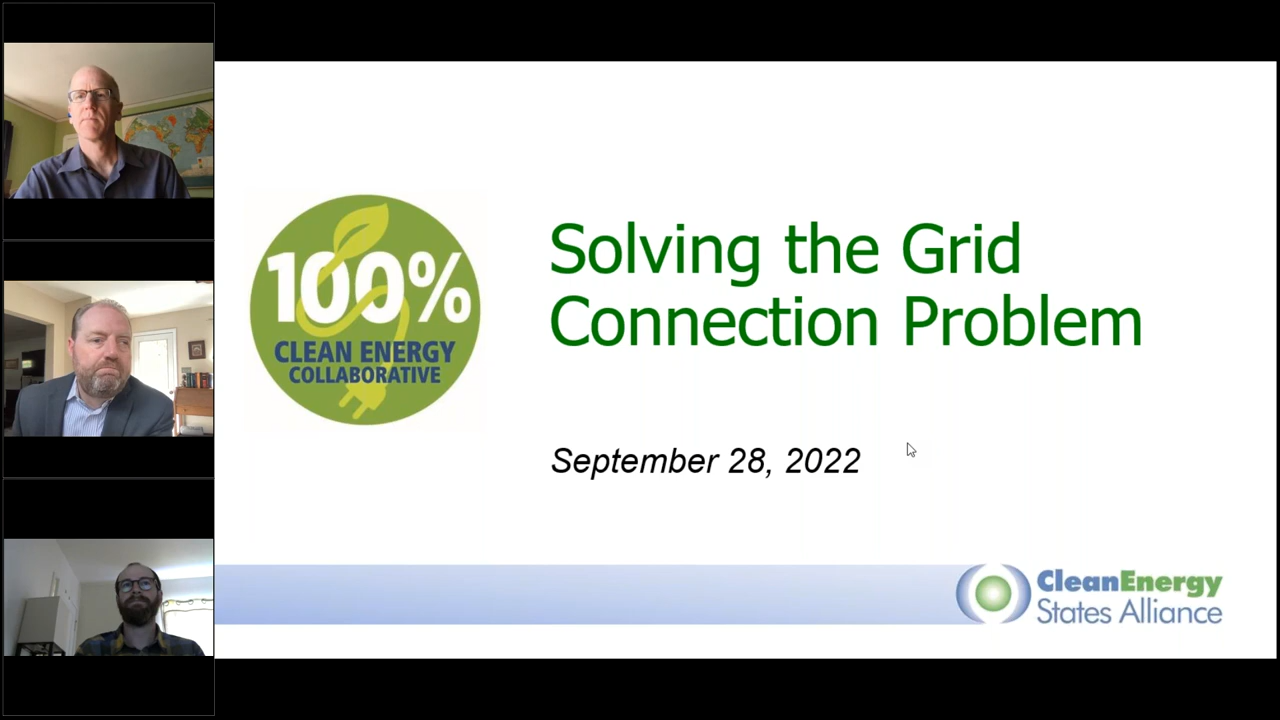 100%
CLEAN ENERGY
COLLABORATIVE
Solving the Grid
Connection Problem
September 28, 2022
CleanEnergy
States Alliance